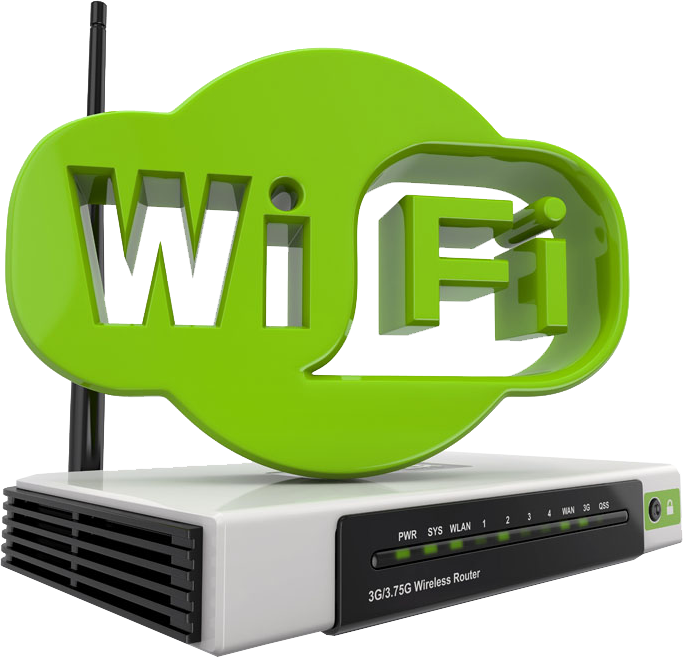 WiFi
PWR SYS WLAN 1 2 3 4 WAN 3G QSS
3G/3.75G Wireless Router